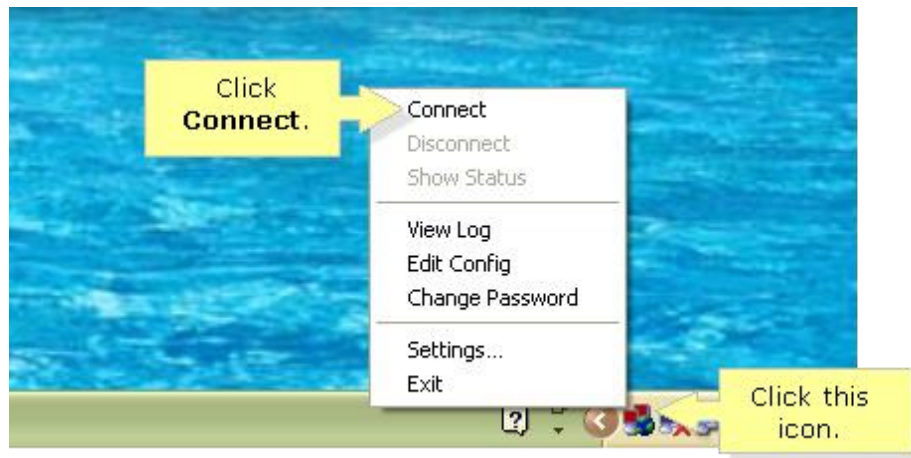 Click
Connect.
Connect
Disconnect
Show Status
View Log
Edit Config
Change Password
Settings...
Exit
?
Click this
icon.